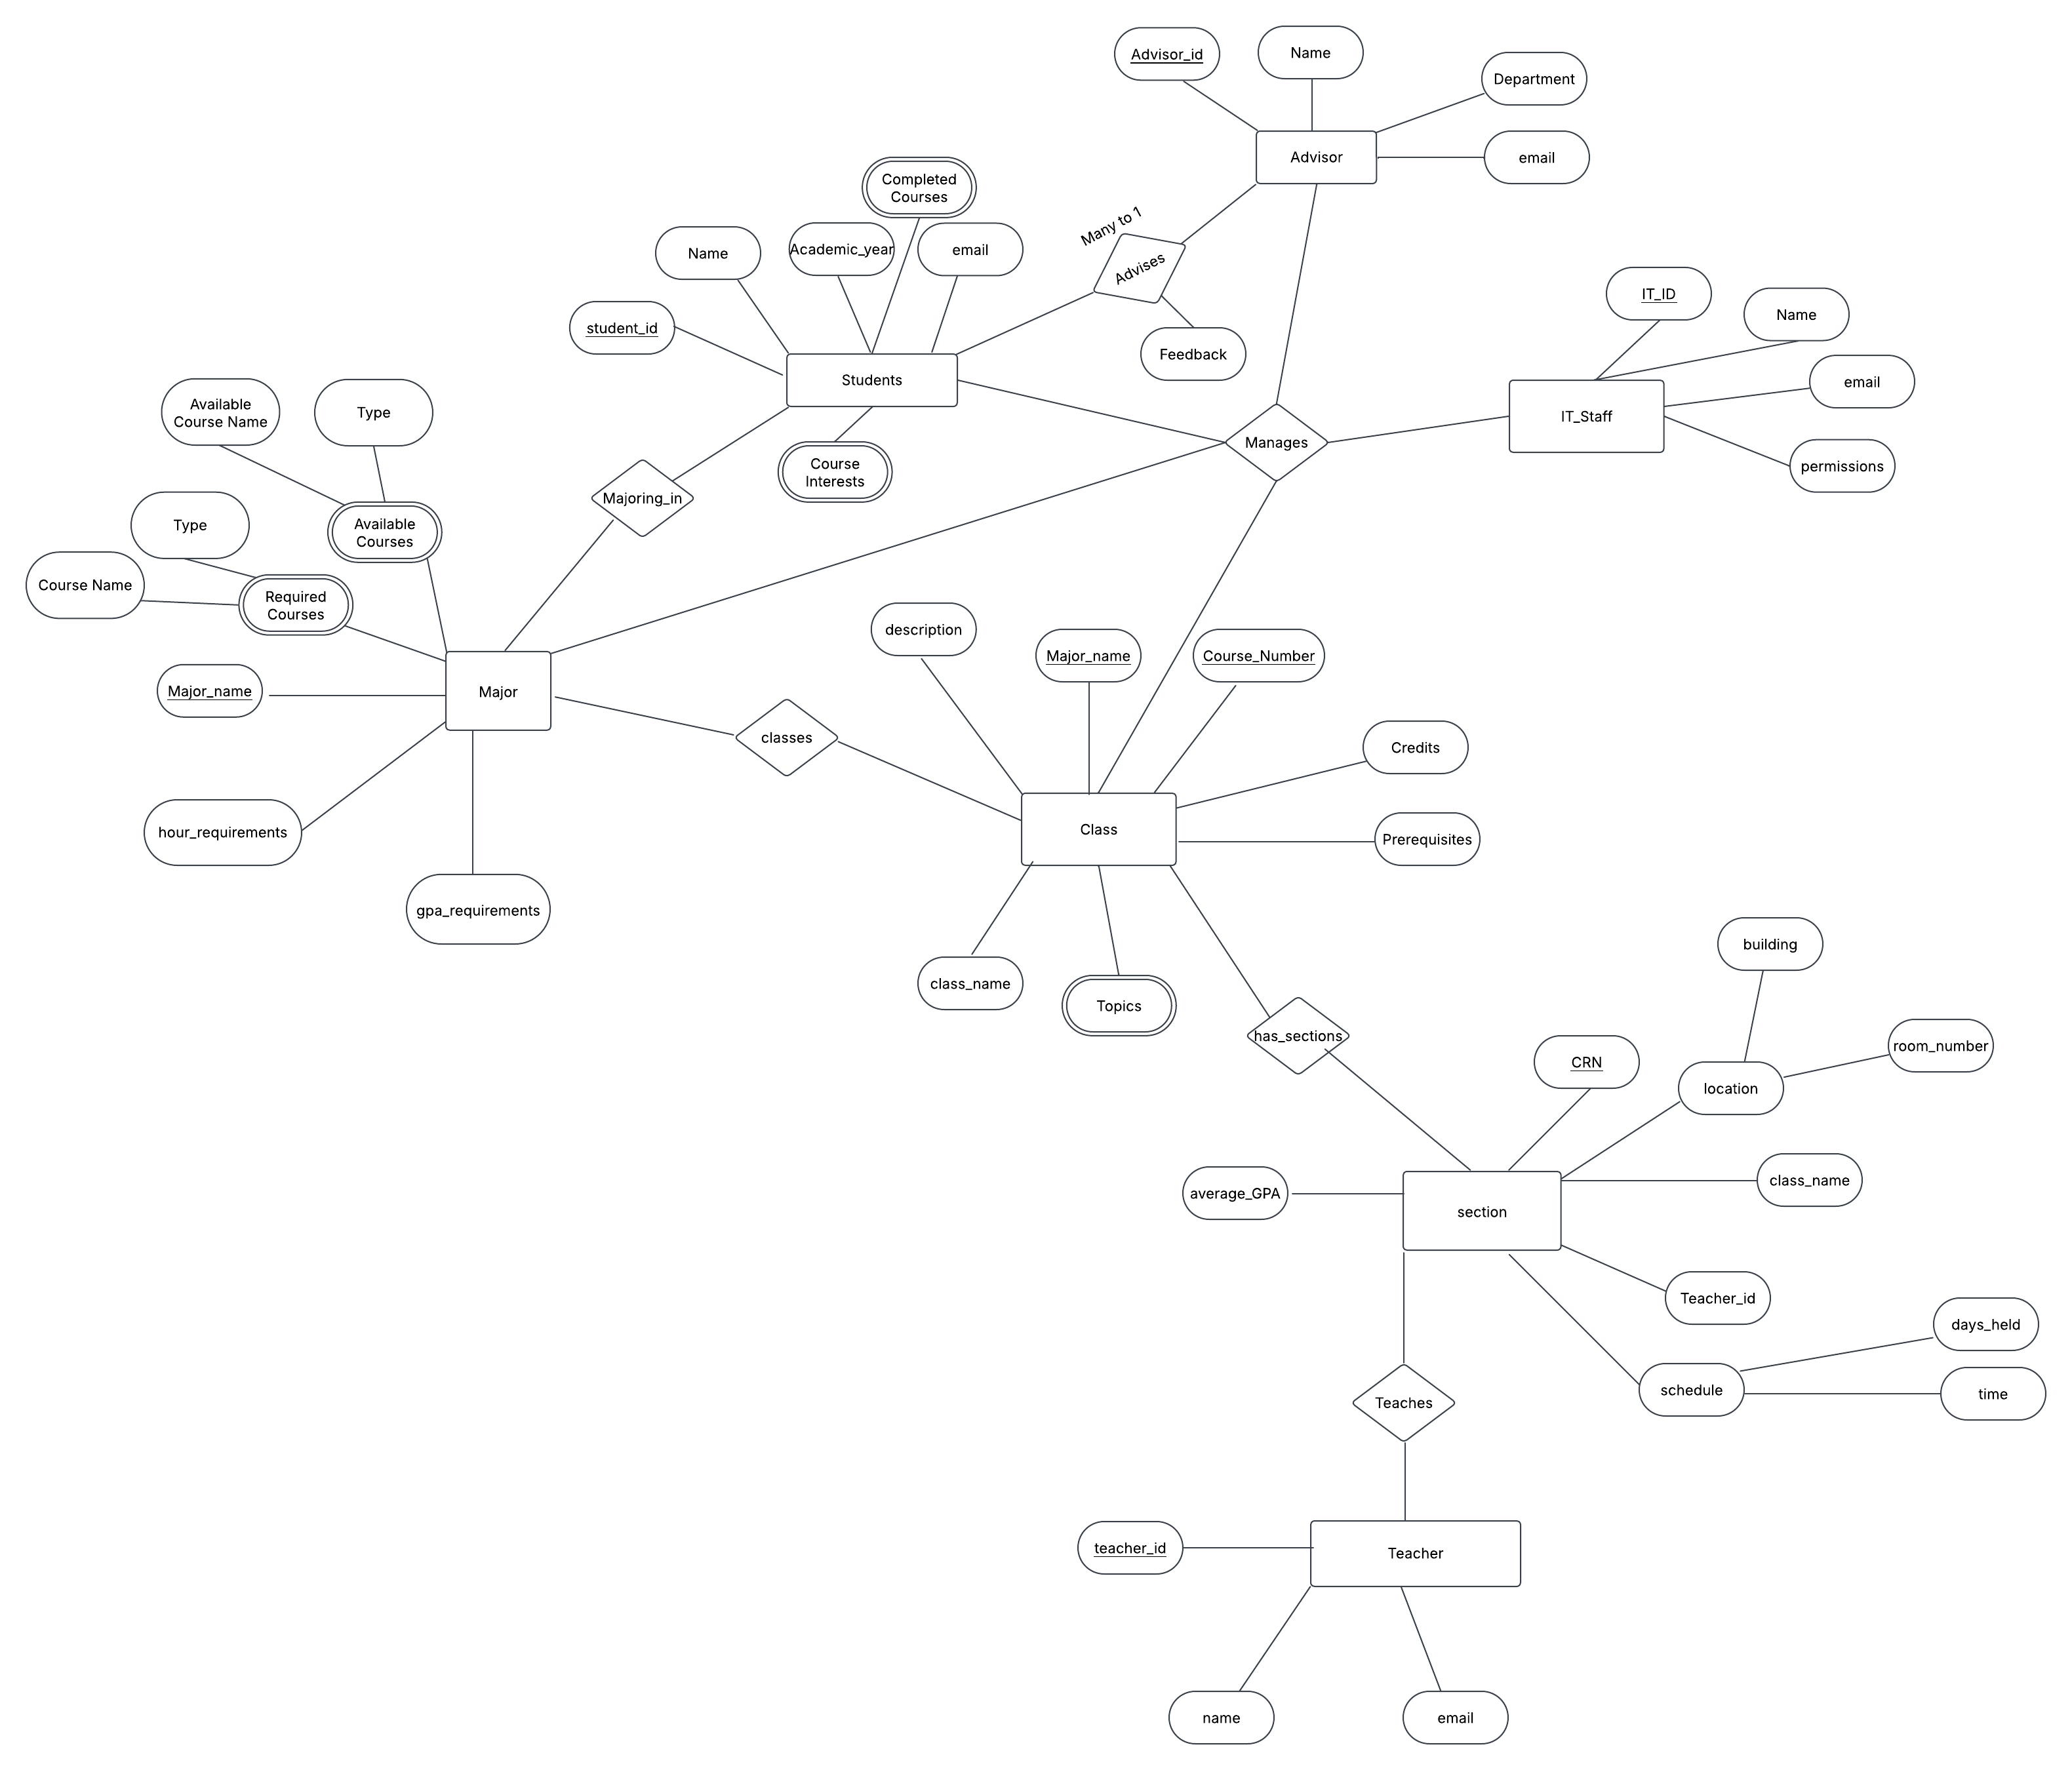 Advisor_id
Name
Department
Advisor
email
Completed
Courses
Many to 1
Name
Academic_year
email
Advises
student_id
Feedback
IT_ID
Name
Students
email
Available
Course Name
Type
IT_Staff
Manages
Course
Interests
permissions
Majoring_in
Type
Available
Courses
Course Name
Required
Courses
description
Major_name
Course_Number
Major_name
Major
classes
Credits
Class
Prerequisites
hour_requirements
gpa_requirements
class_name
Topics
building
has_sections
room_number
CRN
location
average_GPA
class_name
section
Teacher_id
days_held
schedule
time
Teaches
teacher_id
Teacher
name
email